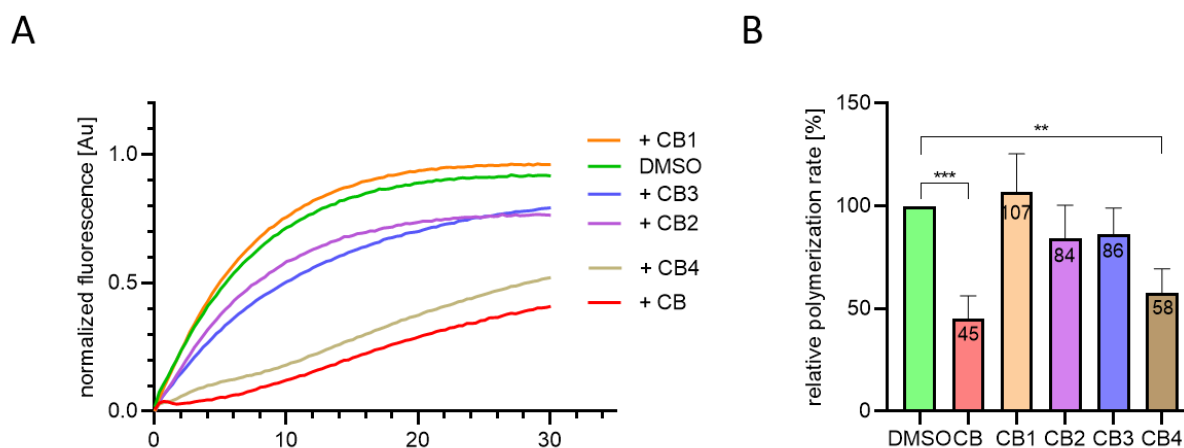 A
normalized fluorescence [Au]
1.0
0.5
0.0
0
10
20
30
+ CB1
DMSO
+ CB3
+ CB2
+ CB4
+ CB
B
relative polymerization rate [%]
150
100
50
0
**
***
45
107
84
86
58
DMSO CB CB1 CB2 CB3 CB4